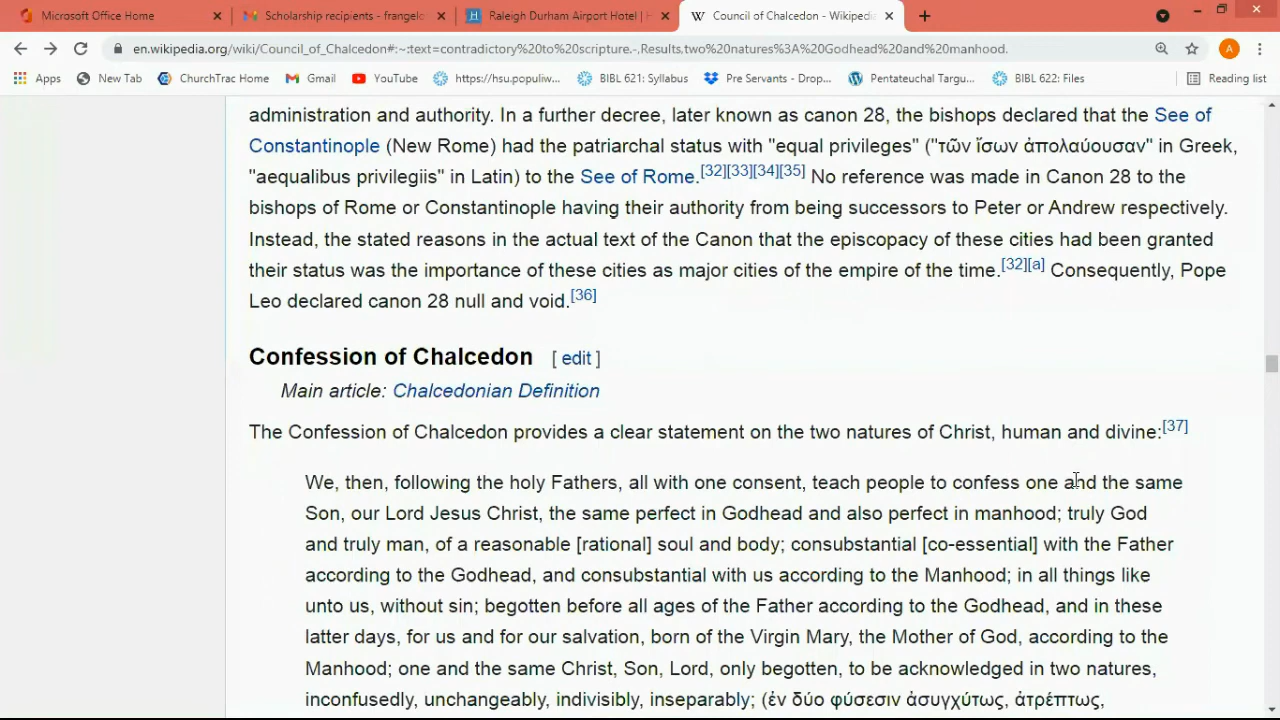 Microsoft Office Home
Scholarship recipients - frangelo
Raleigh Durham Airport Hotel | H
Council of Chalcedon - Wikipedia
en.wikipedia.org/wiki/Council_of_Chalcedon#:~:text=contradictory%20to%20scripture.-,Results,two%20natures%3A%20Godhead%20and%20manhood.
A
Apps New Tab ChurchTrac Home Gmail YouTube https://hsu.populiw... BIBL 621: Syllabus Pre Servants - Drop... Pentateuchal Targu... BIBL 622: Files Reading list
administration and authority. In a further decree, later known as canon 28, the bishops declared that the See of
Constantinople (New Rome) had the patriarchal status with "equal privileges" ("τῶν ἴσων ἀπολαύουσαν" in Greek,
"aequalibus privilegiis" in Latin) to the See of Rome.[32][33][34][35] No reference was made in Canon 28 to the
bishops of Rome or Constantinople having their authority from being successors to Peter or Andrew respectively.
Instead, the stated reasons in the actual text of the Canon that the episcopacy of these cities had been granted
their status was the importance of these cities as major cities of the empire of the time.[32][a] Consequently, Pope
Leo declared canon 28 null and void.[36]
Confession of Chalcedon [ edit ]
Main article: Chalcedonian Definition
The Confession of Chalcedon provides a clear statement on the two natures of Christ, human and divine:[37]
We, then, following the holy Fathers, all with one consent, teach people to confess one and the same
Son, our Lord Jesus Christ, the same perfect in Godhead and also perfect in manhood; truly God
and truly man, of a reasonable [rational] soul and body; consubstantial [co-essential] with the Father
according to the Godhead, and consubstantial with us according to the Manhood; in all things like
unto us, without sin; begotten before all ages of the Father according to the Godhead, and in these
latter days, for us and for our salvation, born of the Virgin Mary, the Mother of God, according to the
Manhood; one and the same Christ, Son, Lord, only begotten, to be acknowledged in two natures,
inconfusedly, unchangeably, indivisibly, inseparably; (ἐν δύο φύσεσιν ἀσυγχύτως, ἀτρέπτως,